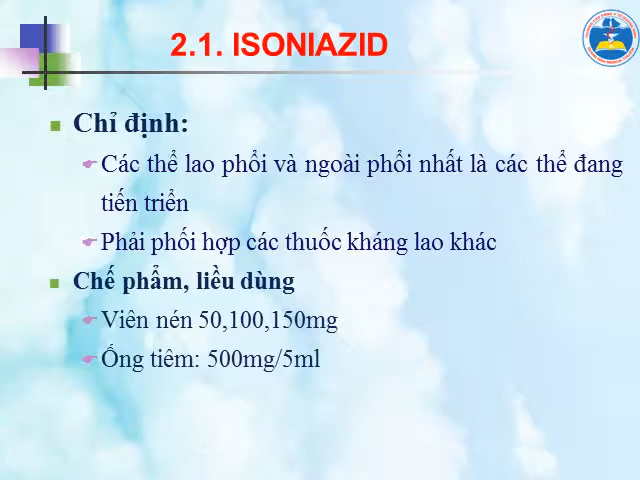 2.1. ISONIAZID
Chỉ định:
Các thể lao phổi và ngoài phổi nhất là các thể đang
tiến triển
Phải phối hợp các thuốc kháng lao khác
Chế phẩm, liều dùng
Viên nén 50,100,150mg
Ống tiêm: 500mg/5ml